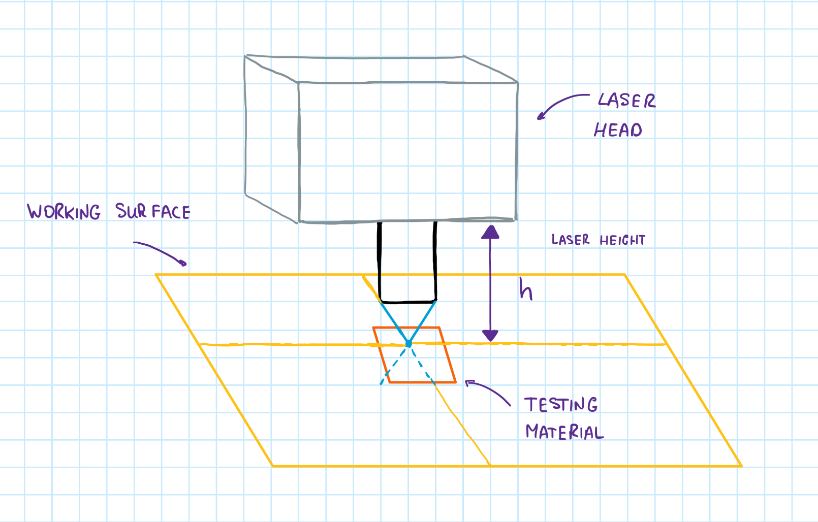 LASER
HEAD
WORKING SURFACE
LASER HEIGHT
h
TESTING
MATERIAL